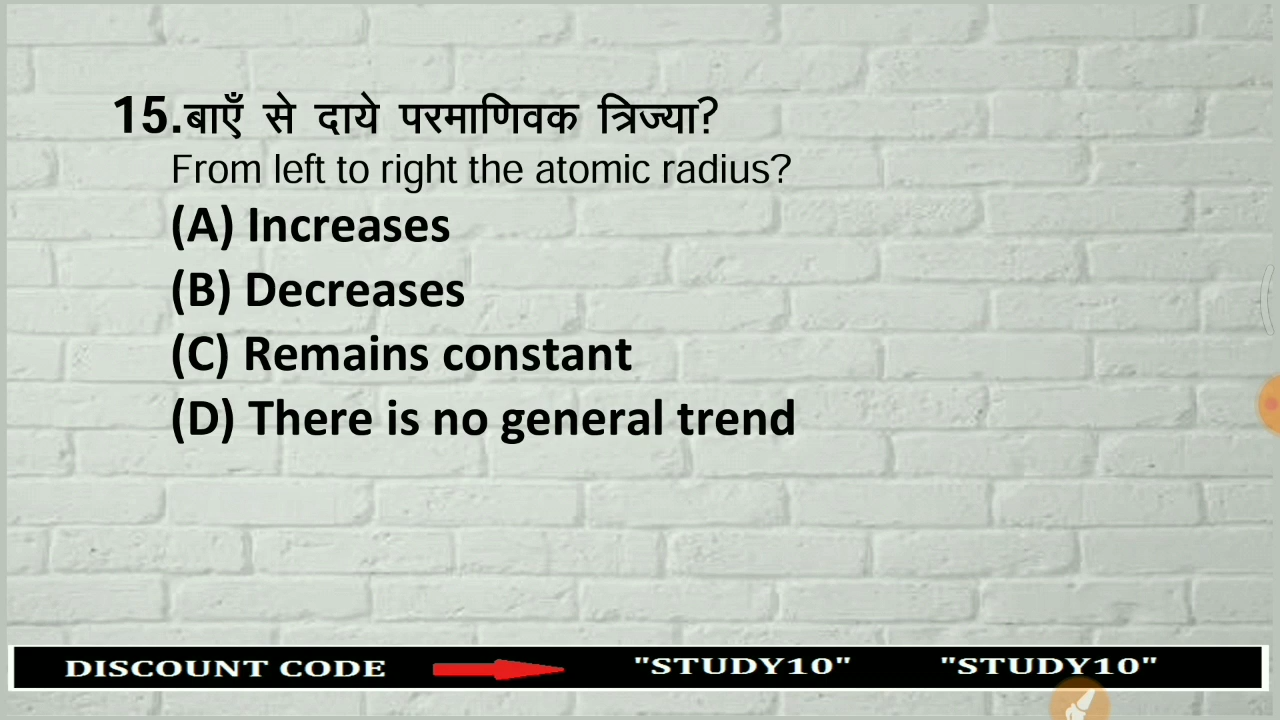 15.बाएँ से दाये परमाणिवक त्रिज्या?
From left to right the atomic radius?
(A) Increases
(B) Decreases
(C) Remains constant
(D) There is no general trend
DISCOUNT CODE "STUDY10" "STUDY10"